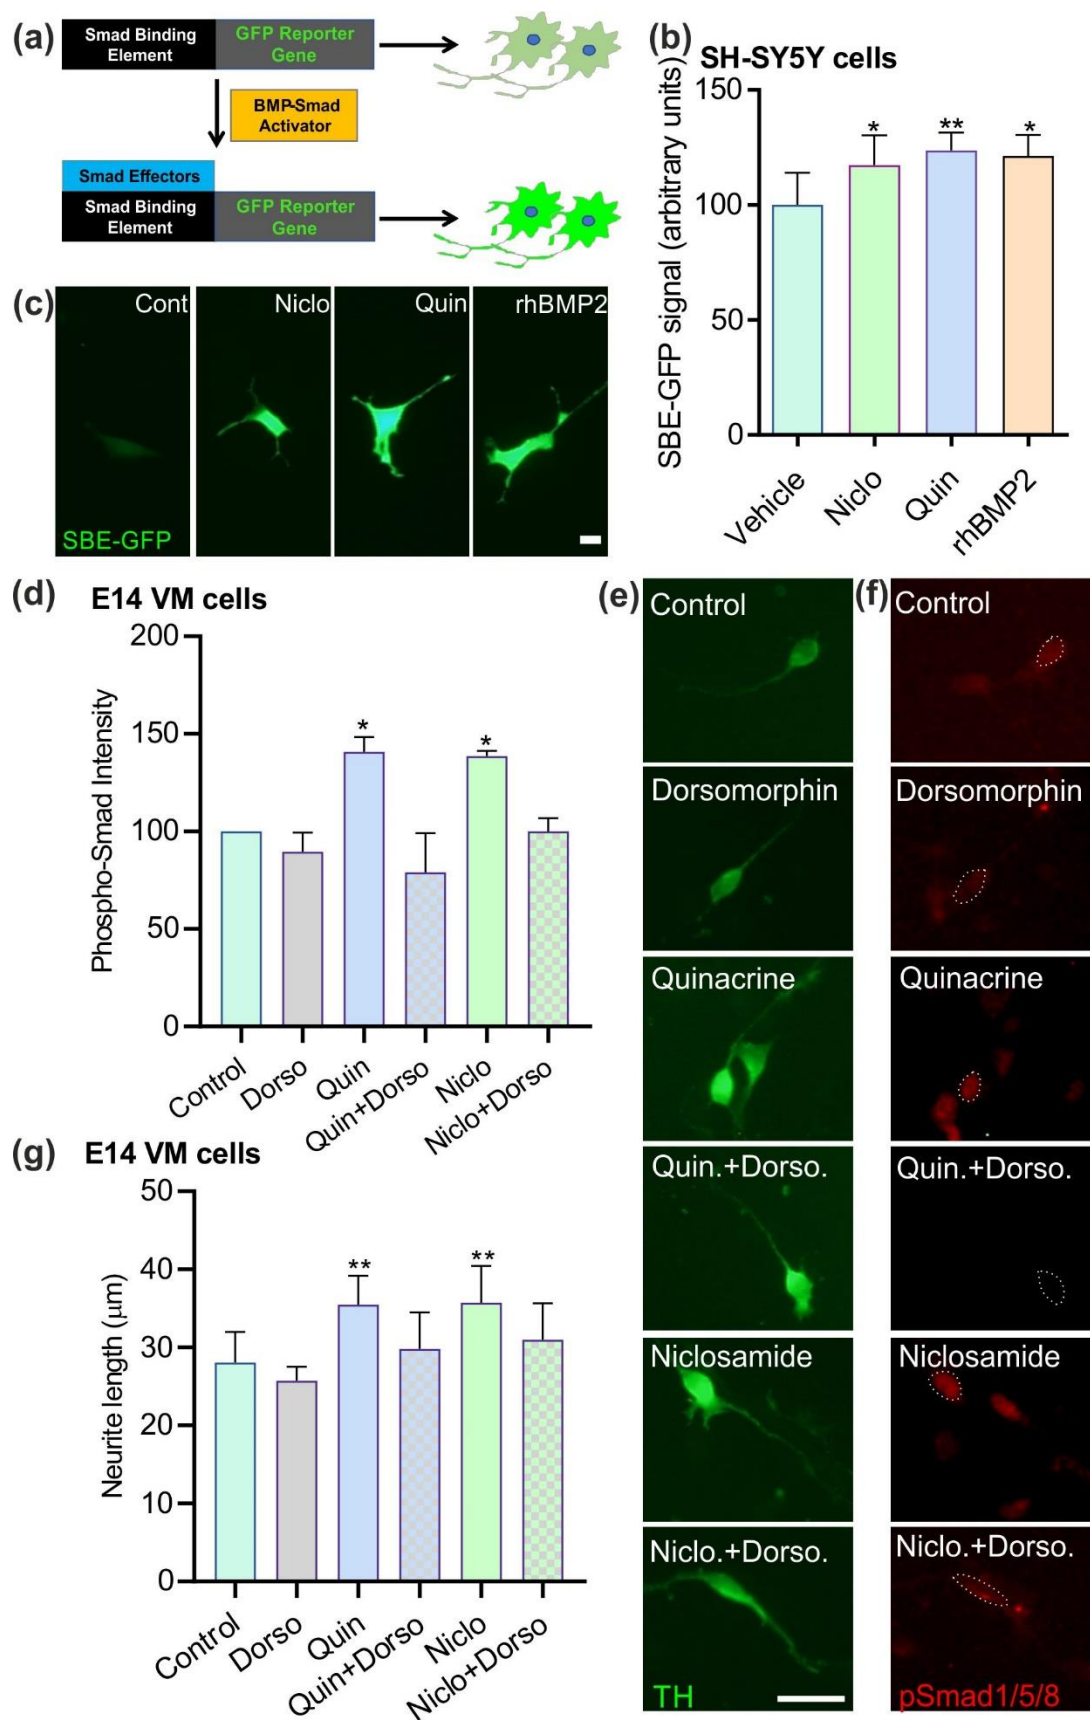 (a)
Smad Binding
Element
GFP Reporter
Gene
BMP-Smad
Activator
Smad Effectors
Smad Binding
Element
GFP Reporter
Gene
(b)
SH-SY5Y cells
SBE-GFP signal (arbitrary units)
150
100
50
0
*
**
*
Vehicle
Niclo
Quin
rhBMP2
(c)
Cont
Niclo
Quin
rhBMP2
SBE-GFP
(d)
E14 VM cells
Phospho-Smad Intensity
200
150
100
50
0
*
*
Control
Dorso
Quin
Quin+Dorso
Niclo
Niclo+Dorso
(e)
Control
Dorsomorphin
Quinacrine
Quin.+Dorso.
Niclosamide
Niclo.+Dorso.
TH
(f)
Control
Dorsomorphin
Quinacrine
Quin.+Dorso.
Niclosamide
Niclo.+Dorso.
pSmad1/5/8
(g)
E14 VM cells
Neurite length (μm)
50
40
30
20
10
0
**
**
Control
Dorso
Quin
Quin+Dorso
Niclo
Niclo+Dorso